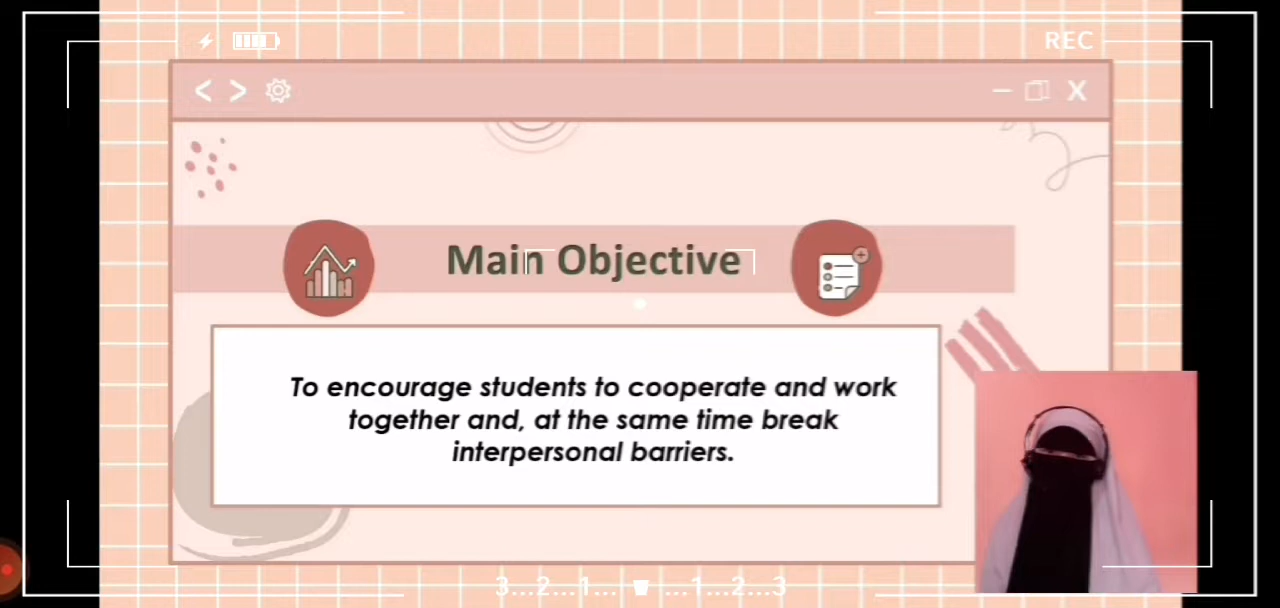 REC
< >
X
Main Objective
To encourage students to cooperate and work
together and, at the same time break
interpersonal barriers.
3...2...1... ...1...2...3